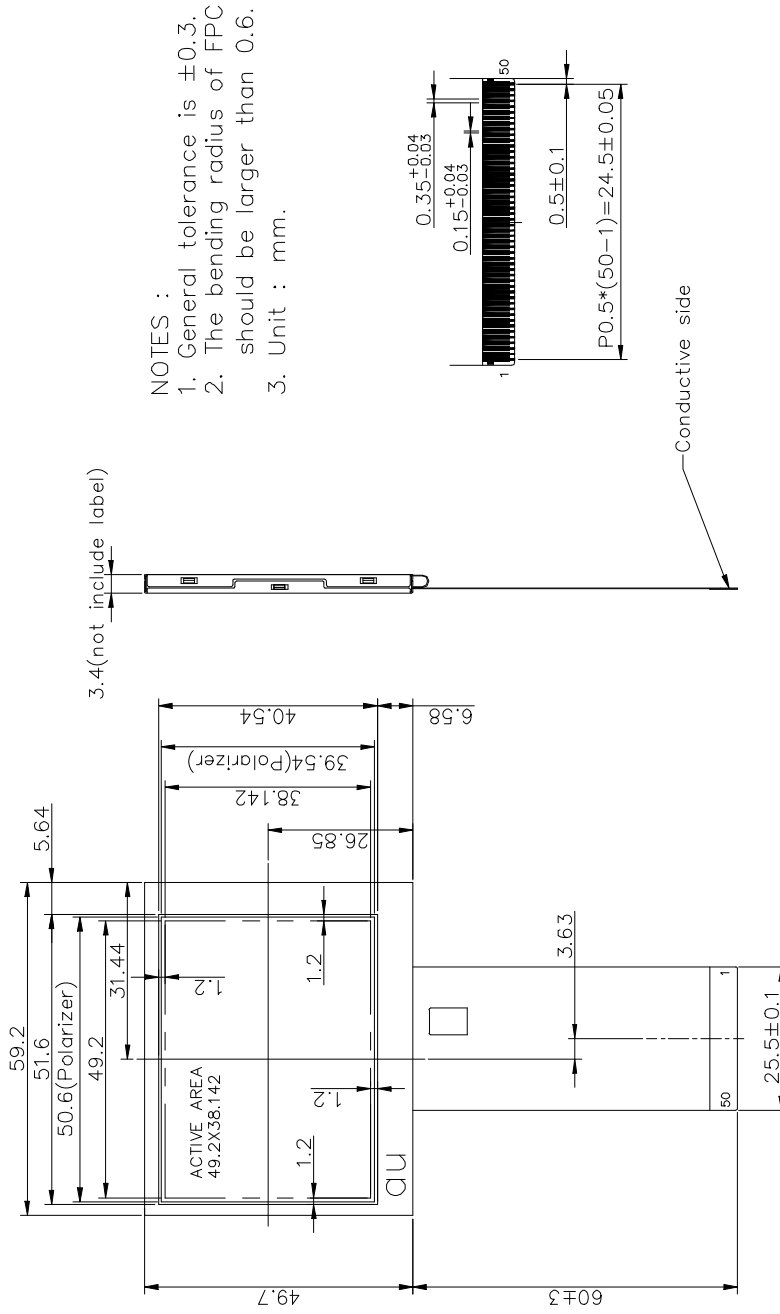 59.2
51.6
50.6(Polarizer)
49.2
31.44
5.64
ACTIVE AREA
49.2X38.142
1.2
1.2
1.2
1.2
40.54
39.54(Polarizer)
38.142
26.85
6.58
49.7
60±3
au
3.63
50
1
25.5±0.1
3.4(not include label)
Conductive side
NOTES :
1. General tolerance is ±0.3.
2. The bending radius of FPC
should be larger than 0.6.
3. Unit : mm.
0.35+0.04 -0.03
0.15+0.04 -0.03
1
50
0.5±0.1
P0.5*(50-1)=24.5±0.05